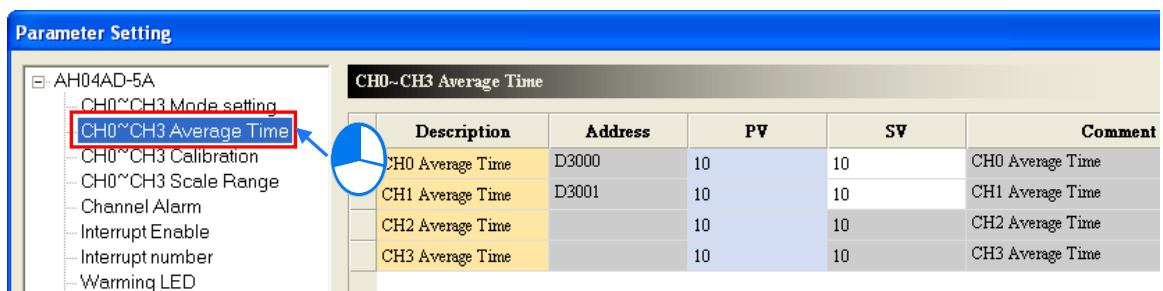 Parameter Setting
AH04AD-5A
CH0~CH3 Mode setting
CH0~CH3 Average Time
CH0~CH3 Calibration
CH0~CH3 Scale Range
Channel Alarm
Interrupt Enable
Interrupt number
Warming LED
CH0~CH3 Average Time
Description Address PV SV Comment
CH0 Average Time D3000 10 10 CH0 Average Time
CH1 Average Time D3001 10 10 CH1 Average Time
CH2 Average Time 10 10 CH2 Average Time
CH3 Average Time 10 10 CH3 Average Time